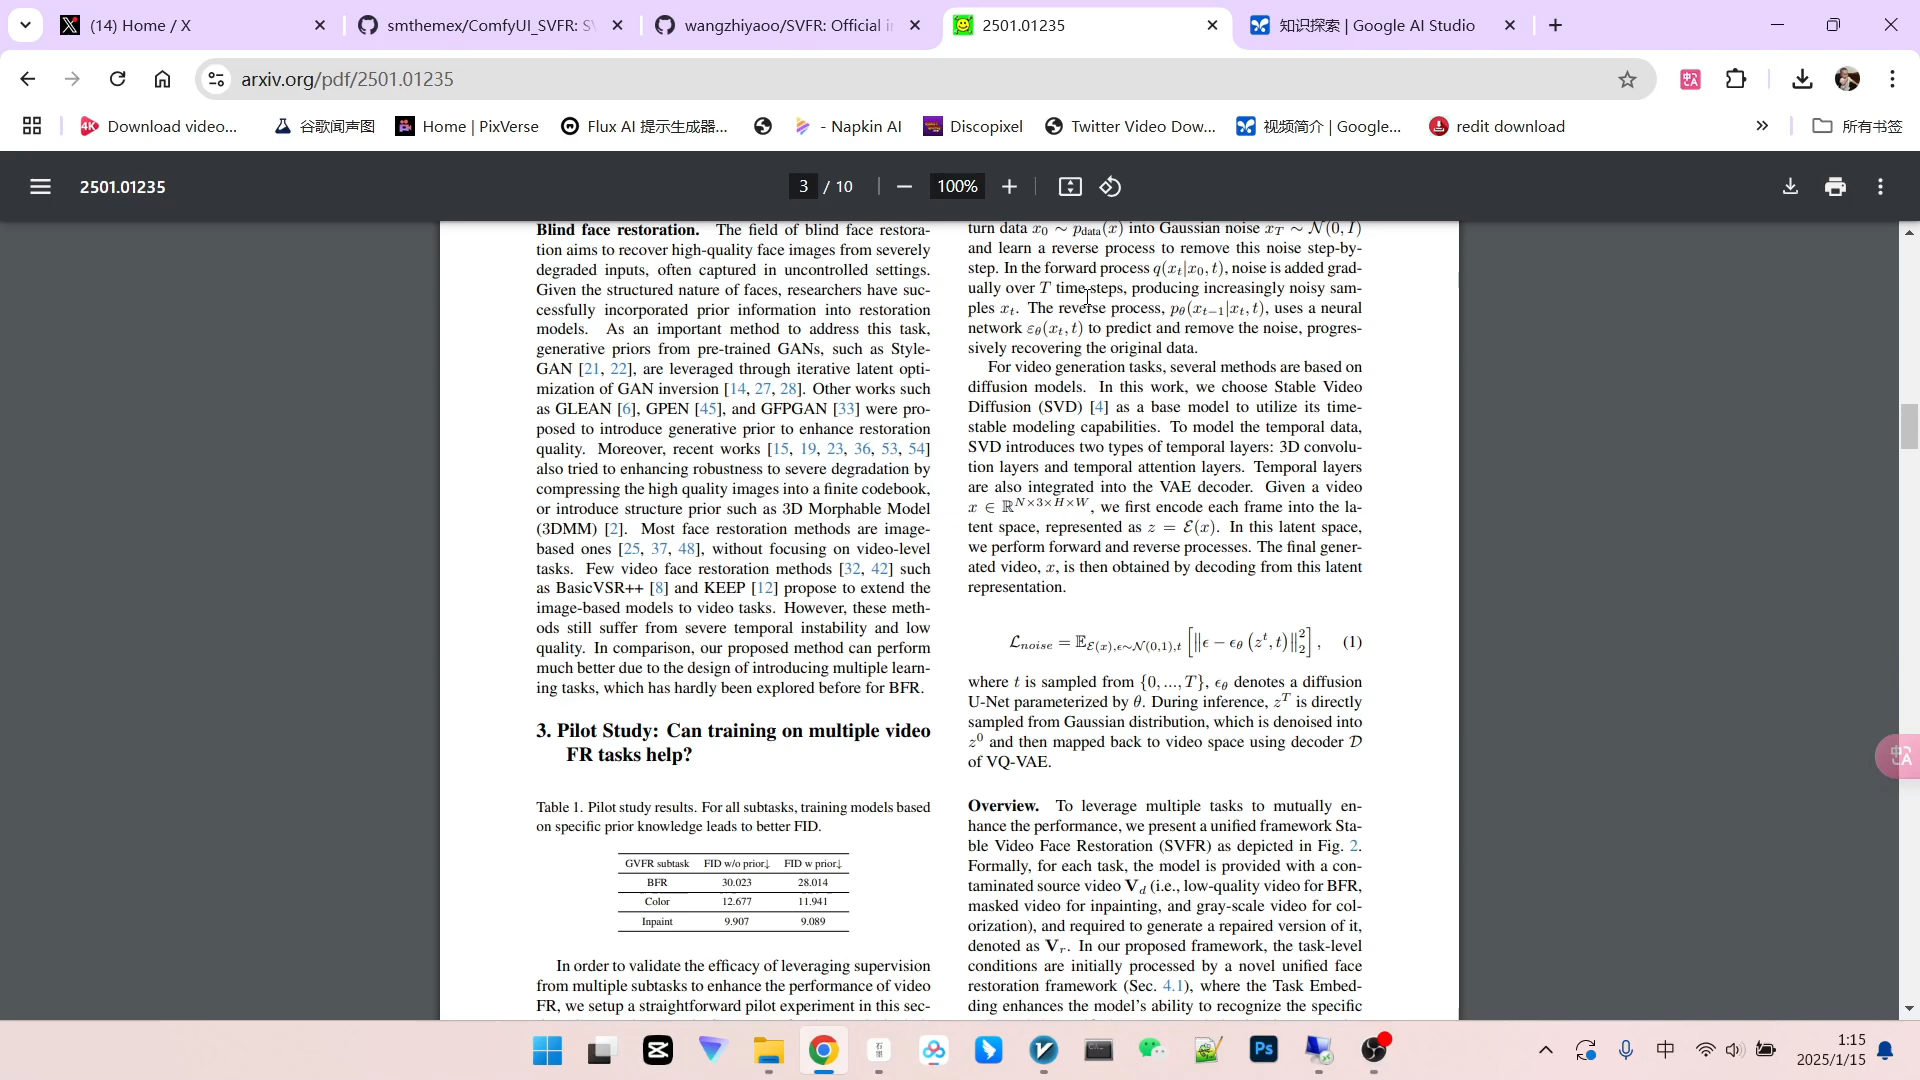 (14) Home / X
smthemex/ComfyUI_SVFR: SV
wangzhiyaoo/SVFR: Official i
2501.01235
知识探索 | Google AI Studio
arxiv.org/pdf/2501.01235
Download video...
谷歌闻声图
Home | PixVerse
Flux AI 提示生成器...
- Napkin AI
Discopixel
Twitter Video Dow...
视频简介 | Google...
redit download
所有书签
2501.01235
3 / 10
100%
Blind face restoration. The field of blind face restora-
tion aims to recover high-quality face images from severely
degraded inputs, often captured in uncontrolled settings.
Given the structured nature of faces, researchers have suc-
cessfully incorporated prior information into restoration
models. As an important method to address this task,
generative priors from pre-trained GANs, such as Style-
GAN [21, 22], are leveraged through iterative latent opti-
mization of GAN inversion [14, 27, 28]. Other works such
as GLEAN [6], GPEN [45], and GFPGAN [33] were pro-
posed to introduce generative prior to enhance restoration
quality. Moreover, recent works [15, 19, 23, 36, 53, 54]
also tried to enhancing robustness to severe degradation by
compressing the high quality images into a finite codebook,
or introduce structure prior such as 3D Morphable Model
(3DMM) [2]. Most face restoration methods are image-
based ones [25, 37, 48], without focusing on video-level
tasks. Few video face restoration methods [32, 42] such
as BasicVSR++ [8] and KEEP [12] propose to extend the
image-based models to video tasks. However, these meth-
ods still suffer from severe temporal instability and low
quality. In comparison, our proposed method can perform
much better due to the design of introducing multiple learn-
ing tasks, which has hardly been explored before for BFR.
3. Pilot Study: Can training on multiple video
FR tasks help?
Table 1. Pilot study results. For all subtasks, training models based
on specific prior knowledge leads to better FID.
GVFR subtask FID w/o prior↓ FID w prior↓
BFR 30.023 28.014
Color 12.677 11.941
Inpaint 9.907 9.089
In order to validate the efficacy of leveraging supervision
from multiple subtasks to enhance the performance of video
FR, we setup a straightforward pilot experiment in this sec-
turn data x₀ ∼ p_data(x) into Gaussian noise x_T ∼ 𝒩(0, I)
and learn a reverse process to remove this noise step-by-
step. In the forward process q(x_t|x₀, t), noise is added grad-
ually over T time steps, producing increasingly noisy sam-
ples x_t. The reverse process, p_θ(x_{t−1}|x_t, t), uses a neural
network ε_θ(x_t, t) to predict and remove the noise, progres-
sively recovering the original data.
For video generation tasks, several methods are based on
diffusion models. In this work, we choose Stable Video
Diffusion (SVD) [4] as a base model to utilize its time-
stable modeling capabilities. To model the temporal data,
SVD introduces two types of temporal layers: 3D convolu-
tion layers and temporal attention layers. Temporal layers
are also integrated into the VAE decoder. Given a video
x ∈ ℝ^{N×3×H×W}, we first encode each frame into the la-
tent space, represented as z = ℰ(x). In this latent space,
we perform forward and reverse processes. The final gener-
ated video, x, is then obtained by decoding from this latent
representation.
ℒ_noise = 𝔼_{ℰ(x),ϵ∼𝒩(0,1),t} [‖ϵ − ϵ_θ (z^t, t)‖₂²], (1)
where t is sampled from {0, ..., T}, ϵ_θ denotes a diffusion
U-Net parameterized by θ. During inference, z^T is directly
sampled from Gaussian distribution, which is denoised into
z⁰ and then mapped back to video space using decoder 𝒟
of VQ-VAE.
Overview. To leverage multiple tasks to mutually en-
hance the performance, we present a unified framework Sta-
ble Video Face Restoration (SVFR) as depicted in Fig. 2.
Formally, for each task, the model is provided with a con-
taminated source video V_d (i.e., low-quality video for BFR,
masked video for inpainting, and gray-scale video for col-
orization), and required to generate a repaired version of it,
denoted as V_r. In our proposed framework, the task-level
conditions are initially processed by a novel unified face
restoration framework (Sec. 4.1), where the Task Embed-
ding enhances the model's ability to recognize the specific
中
1:15
2025/1/15